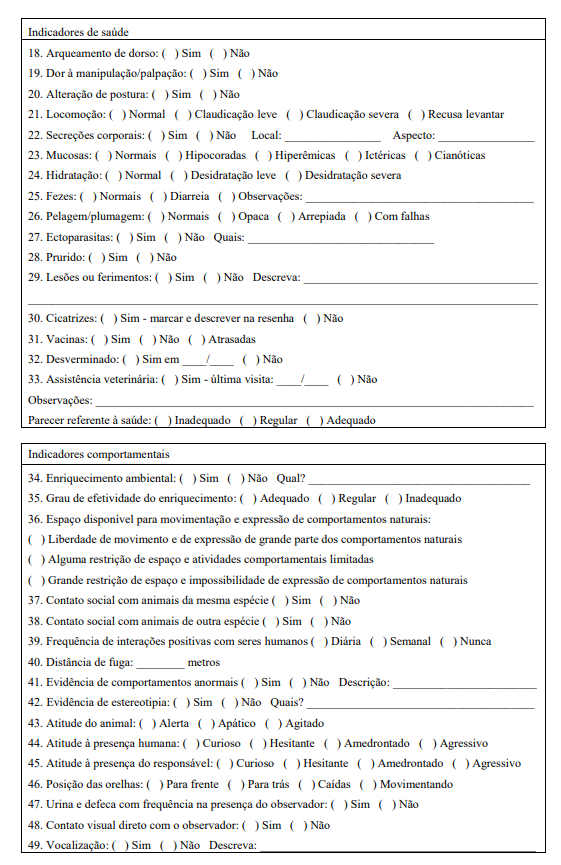 Indicadores de saúde
18. Arqueamento de dorso: ( ) Sim ( ) Não
19. Dor à manipulação/palpação: ( ) Sim ( ) Não
20. Alteração de postura: ( ) Sim ( ) Não
21. Locomoção: ( ) Normal ( ) Claudicação leve ( ) Claudicação severa ( ) Recusa levantar
22. Secreções corporais: ( ) Sim ( ) Não Local: ________________ Aspecto: ________________
23. Mucosas: ( ) Normais ( ) Hipocoradas ( ) Hiperêmicas ( ) Ictéricas ( ) Cianóticas
24. Hidratação: ( ) Normal ( ) Desidratação leve ( ) Desidratação severa
25. Fezes: ( ) Normais ( ) Diarreia ( ) Observações: ______________________________________
26. Pelagem/plumagem: ( ) Normais ( ) Opaca ( ) Arrepiada ( ) Com falhas
27. Ectoparasitas: ( ) Sim ( ) Não Quais: _______________________________
28. Prurido: ( ) Sim ( ) Não
29. Lesões ou ferimentos: ( ) Sim ( ) Não Descreva: _______________________________________
_____________________________________________________________________________________
30. Cicatrizes: ( ) Sim - marcar e descrever na resenha ( ) Não
31. Vacinas: ( ) Sim ( ) Não ( ) Atrasadas
32. Desverminado: ( ) Sim em ____/____ ( ) Não
33. Assistência veterinária: ( ) Sim - última visita: ____/____ ( ) Não
Observações: _________________________________________________________________________
Parecer referente à saúde: ( ) Inadequado ( ) Regular ( ) Adequado
Indicadores comportamentais
34. Enriquecimento ambiental: ( ) Sim ( ) Não Qual? _____________________________________
35. Grau de efetividade do enriquecimento: ( ) Adequado ( ) Regular ( ) Inadequado
36. Espaço disponível para movimentação e expressão de comportamentos naturais:
( ) Liberdade de movimento e de expressão de grande parte dos comportamentos naturais
( ) Alguma restrição de espaço e atividades comportamentais limitadas
( ) Grande restrição de espaço e impossibilidade de expressão de comportamentos naturais
37. Contato social com animais da mesma espécie ( ) Sim ( ) Não
38. Contato social com animais de outra espécie ( ) Sim ( ) Não
39. Frequência de interações positivas com seres humanos ( ) Diária ( ) Semanal ( ) Nunca
40. Distância de fuga: ________ metros
41. Evidência de comportamentos anormais ( ) Sim ( ) Não Descrição: ________________________
42. Evidência de estereotipia: ( ) Sim ( ) Não Quais? ______________________________________
43. Atitude do animal: ( ) Alerta ( ) Apático ( ) Agitado
44. Atitude à presença humana: ( ) Curioso ( ) Hesitante ( ) Amedrontado ( ) Agressivo
45. Atitude à presença do responsável: ( ) Curioso ( ) Hesitante ( ) Amedrontado ( ) Agressivo
46. Posição das orelhas: ( ) Para frente ( ) Para trás ( ) Caídas ( ) Movimentando
47. Urina e defeca com frequência na presença do observador: ( ) Sim ( ) Não
48. Contato visual direto com o observador: ( ) Sim ( ) Não
49. Vocalização: ( ) Sim ( ) Não Descreva: ______________________________________________